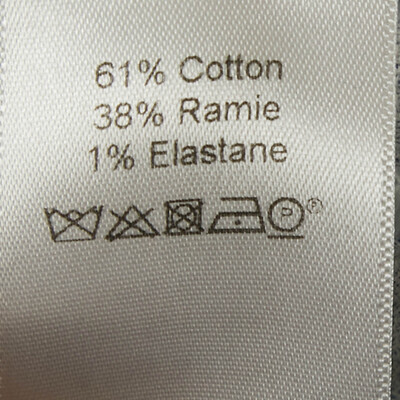 61% Cotton
38% Ramie
1% Elastane
P®